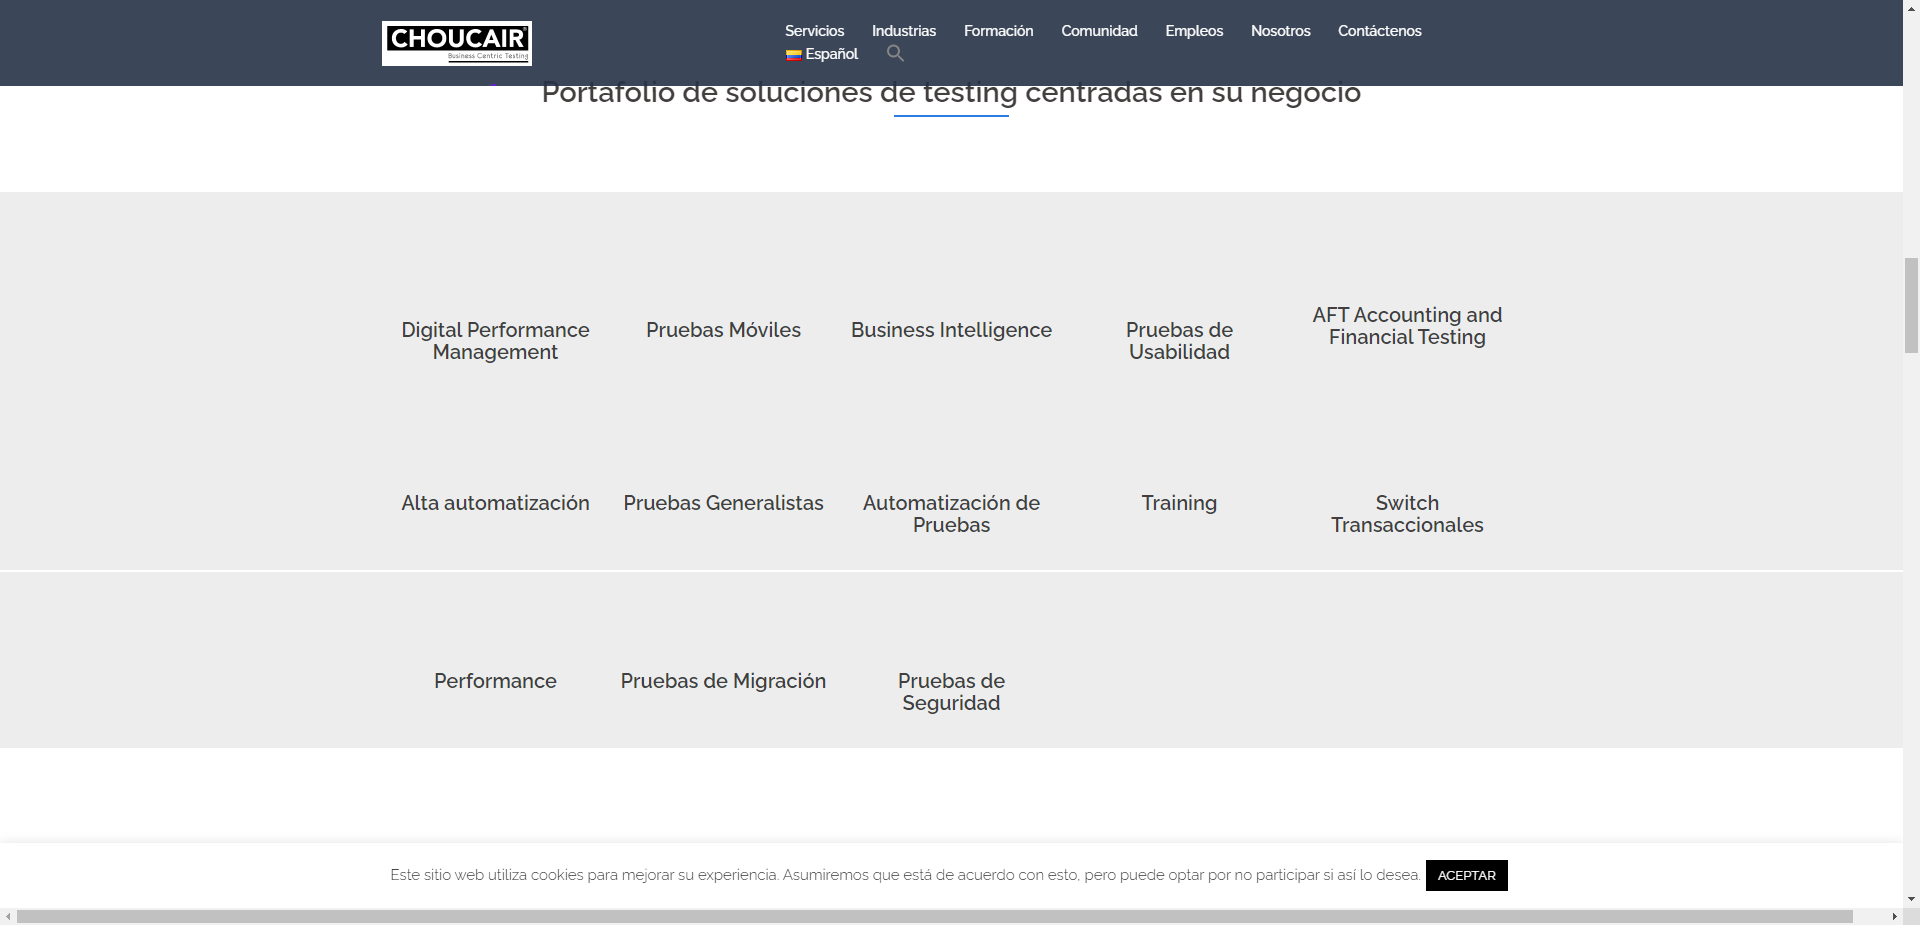 CHOUCAIR
Business Centric Testing
Servicios Industrias Formación Comunidad Empleos Nosotros Contáctenos
Español
Portafolio de soluciones de testing centradas en su negocio
Digital Performance
Management
Pruebas Móviles
Business Intelligence
Pruebas de
Usabilidad
AFT Accounting and
Financial Testing
Alta automatización
Pruebas Generalistas
Automatización de
Pruebas
Training
Switch
Transaccionales
Performance
Pruebas de Migración
Pruebas de
Seguridad
Este sitio web utiliza cookies para mejorar su experiencia. Asumiremos que está de acuerdo con esto, pero puede optar por no participar si así lo desea. ACEPTAR